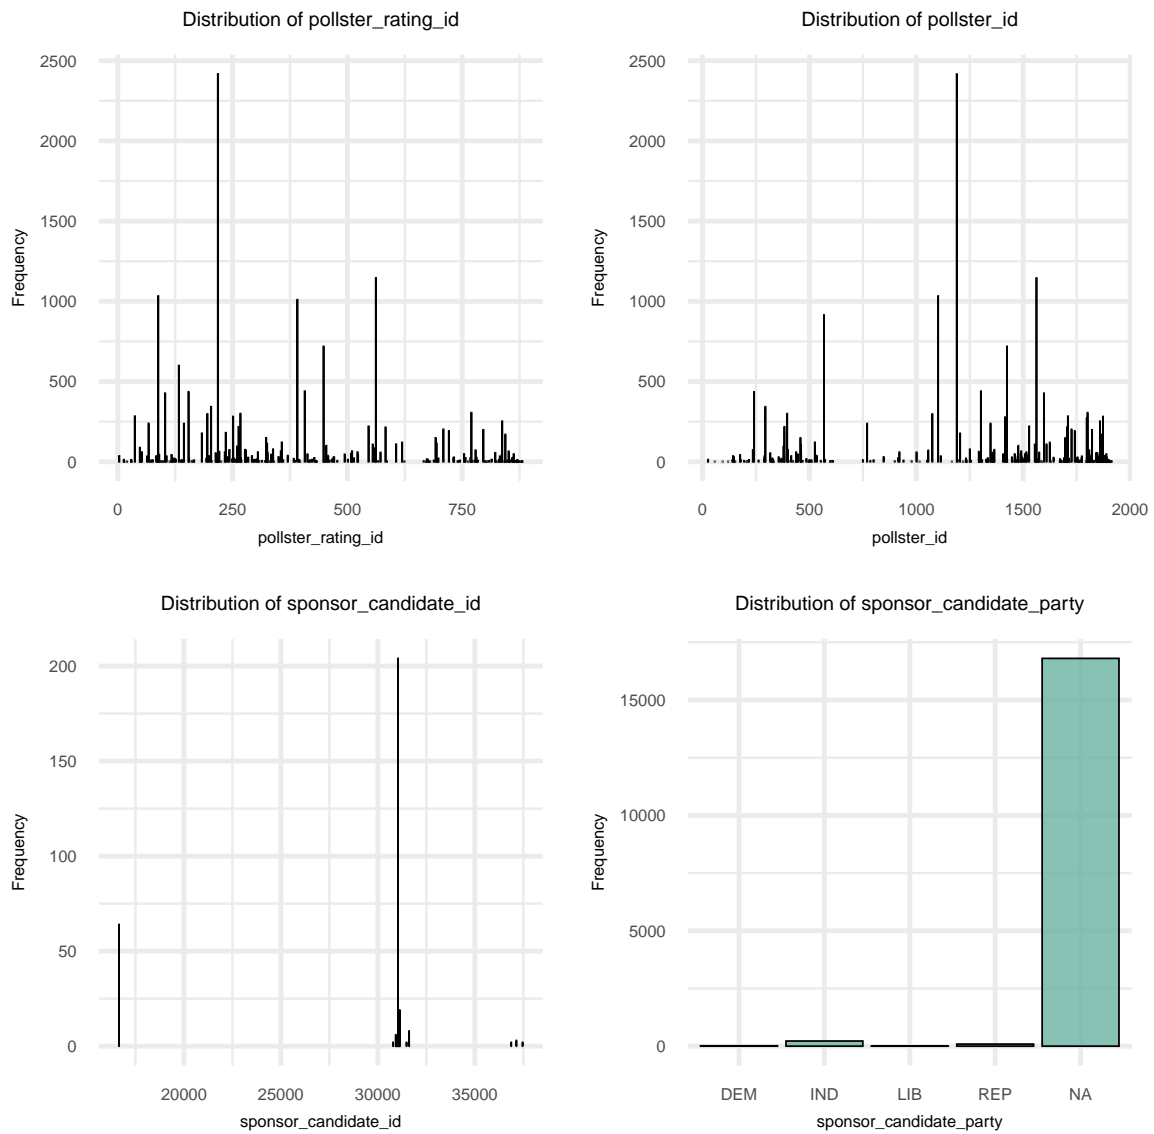 Distribution of pollster_rating_id
2500
2000
1500
1000
500
0
Frequency
0 250 500 750
pollster_rating_id
Distribution of pollster_id
2500
2000
1500
1000
500
0
Frequency
0 500 1000 1500 2000
pollster_id
Distribution of sponsor_candidate_id
200
150
100
50
0
Frequency
20000 25000 30000 35000
sponsor_candidate_id
Distribution of sponsor_candidate_party
15000
10000
5000
0
Frequency
DEM IND LIB REP NA
sponsor_candidate_party